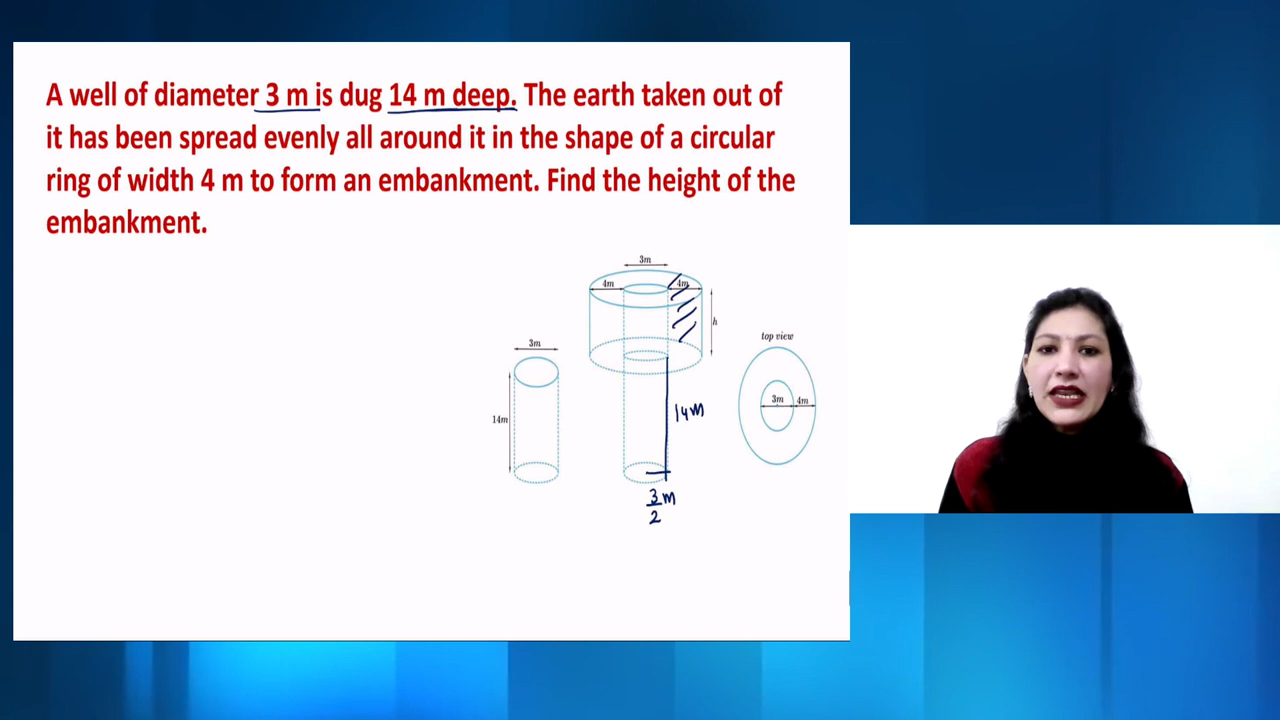 A well of diameter 3 m is dug 14 m deep. The earth taken out of
it has been spread evenly all around it in the shape of a circular
ring of width 4 m to form an embankment. Find the height of the
embankment.
3m
4m
4m
h
3m
14m
14m
3/2 m
top view
3m
4m